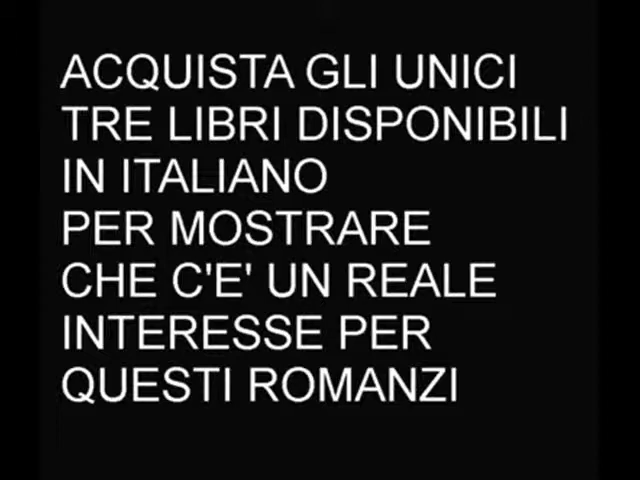 ACQUISTA GLI UNICI
TRE LIBRI DISPONIBILI
IN ITALIANO
PER MOSTRARE
CHE C'E' UN REALE
INTERESSE PER
QUESTI ROMANZI